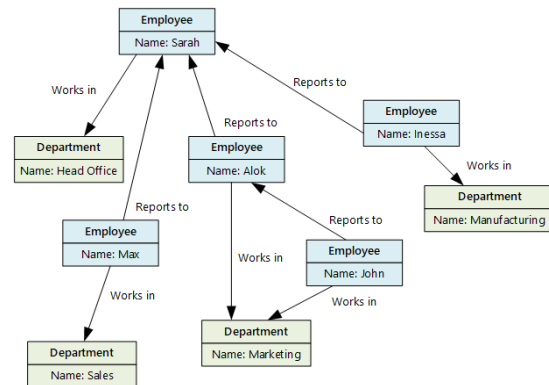 Employee
Name: Sarah
Works in
Reports to
Employee
Name: Inessa
Reports to
Department
Name: Head Office
Employee
Name: Alok
Works in
Department
Name: Manufacturing
Reports to
Employee
Name: Max
Reports to
Employee
Name: John
Works in
Works in
Works in
Department
Name: Marketing
Department
Name: Sales